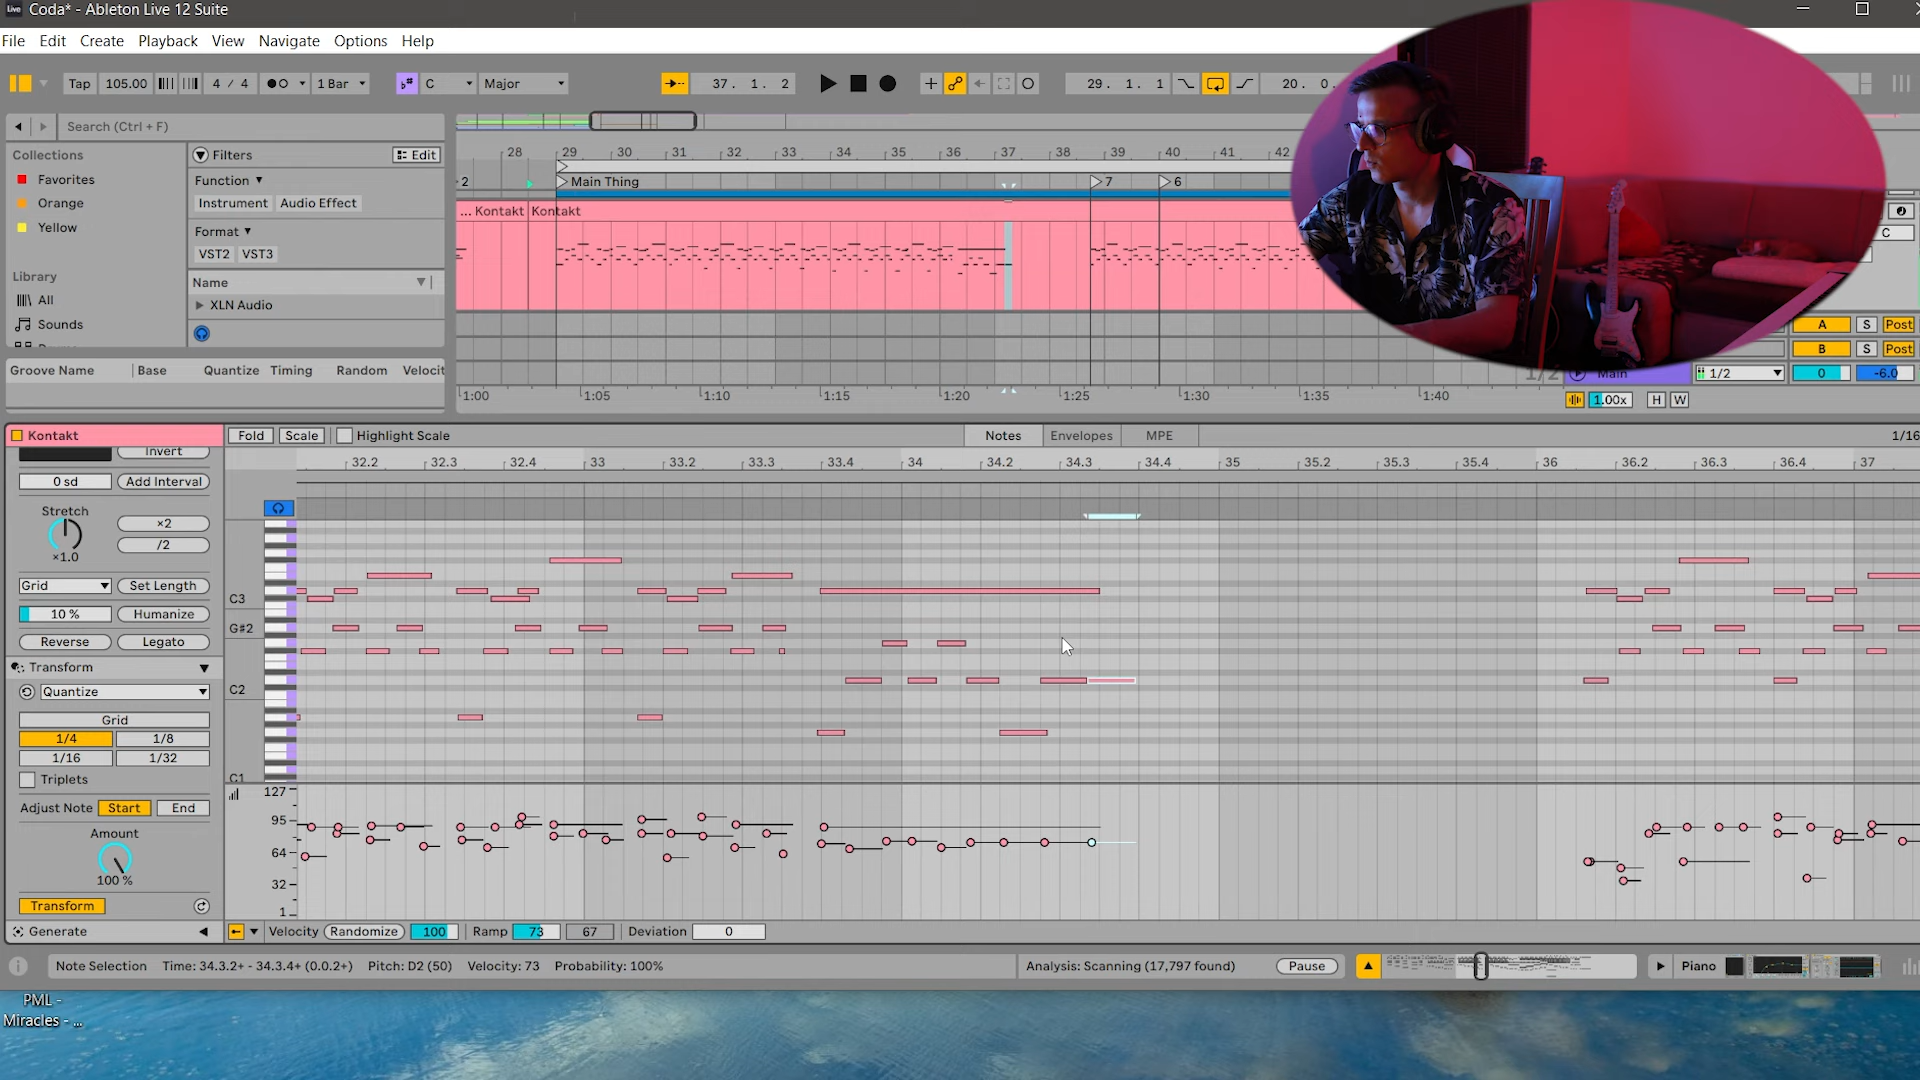 Live Coda* - Ableton Live 12 Suite
File Edit Create Playback View Navigate Options Help
Tap 105.00 4 / 4 1 Bar C Major 37. 1. 2 29. 1. 1 20. 0.
Search (Ctrl + F)
Collections
Favorites
Orange
Yellow
Library
All
Sounds
Filters Edit
Function
Instrument Audio Effect
Format
VST2 VST3
Name
XLN Audio
Groove Name Base Quantize Timing Random Velocit
28 29 30 31 32 33 34 35 36 37 38 39 40 41 42
2 Main Thing 7 6
... Kontakt Kontakt
C
A S Post
B S Post
1/2 Main 1/2 0 -6.0
1:00 1:05 1:10 1:15 1:20 1:25 1:30 1:35 1:40
1.00x H W
Kontakt
Fold Scale Highlight Scale Notes Envelopes MPE 1/16
32.2 32.3 32.4 33 33.2 33.3 33.4 34 34.2 34.3 34.4 35 35.2 35.3 35.4 36 36.2 36.3 36.4 37
Invert
0 sd Add Interval
Stretch
×2
/2
×1.0
Grid Set Length
10 % Humanize
Reverse Legato
Transform
Quantize
Grid
1/4 1/8
1/16 1/32
Triplets
Adjust Note Start End
Amount
100 %
Transform
Generate
C3
G#2
C2
C1
127
95
64
32
1
Velocity Randomize 100 Ramp 73 67 Deviation 0
Note Selection Time: 34.3.2+ - 34.3.4+ (0.0.2+) Pitch: D2 (50) Velocity: 73 Probability: 100%
Analysis: Scanning (17,797 found) Pause Piano
PML -
Miracles - ...